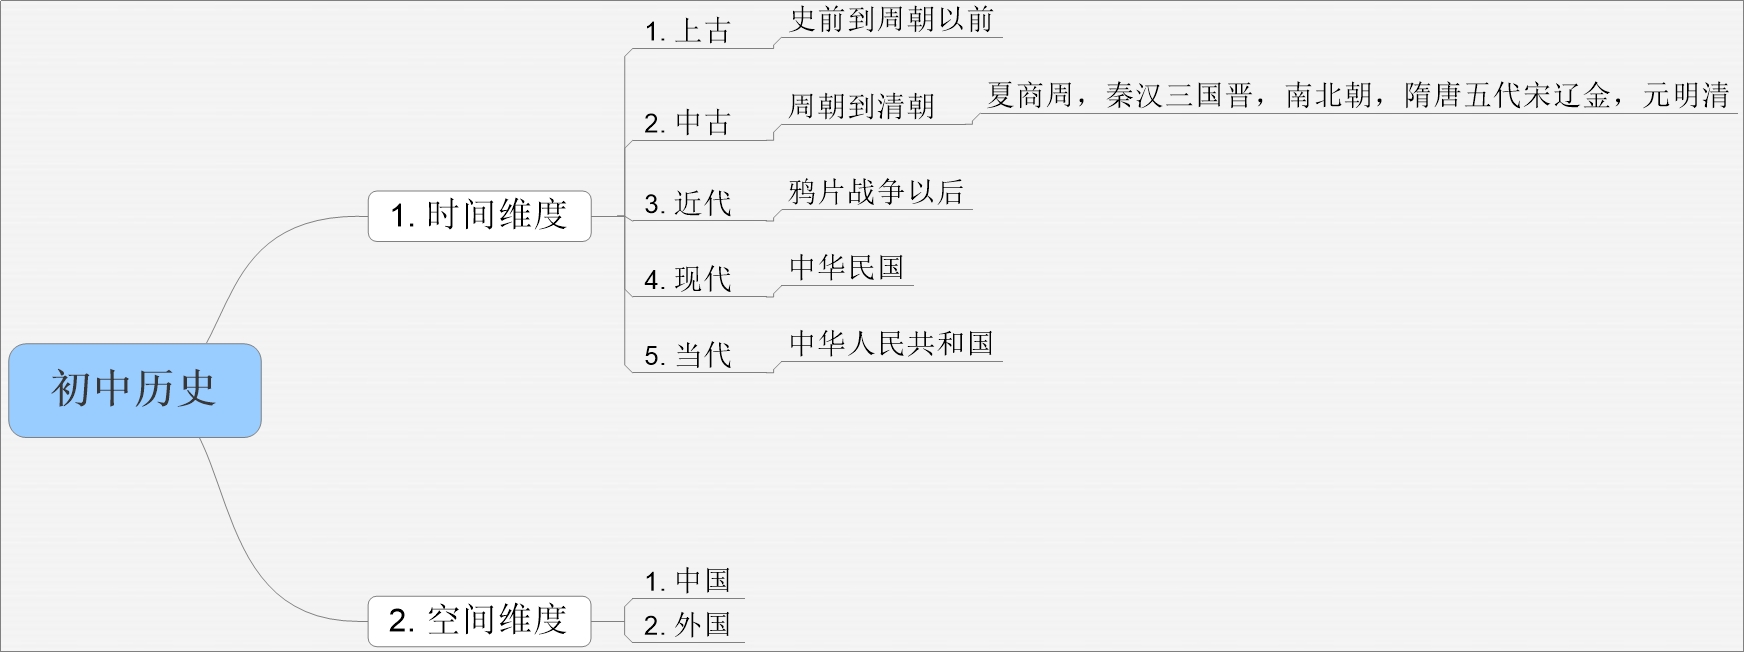 初中历史
1. 时间维度
1. 上古
史前到周朝以前
2. 中古
周朝到清朝
夏商周，秦汉三国晋，南北朝，隋唐五代宋辽金，元明清
3. 近代
鸦片战争以后
4. 现代
中华民国
5. 当代
中华人民共和国
2. 空间维度
1. 中国
2. 外国